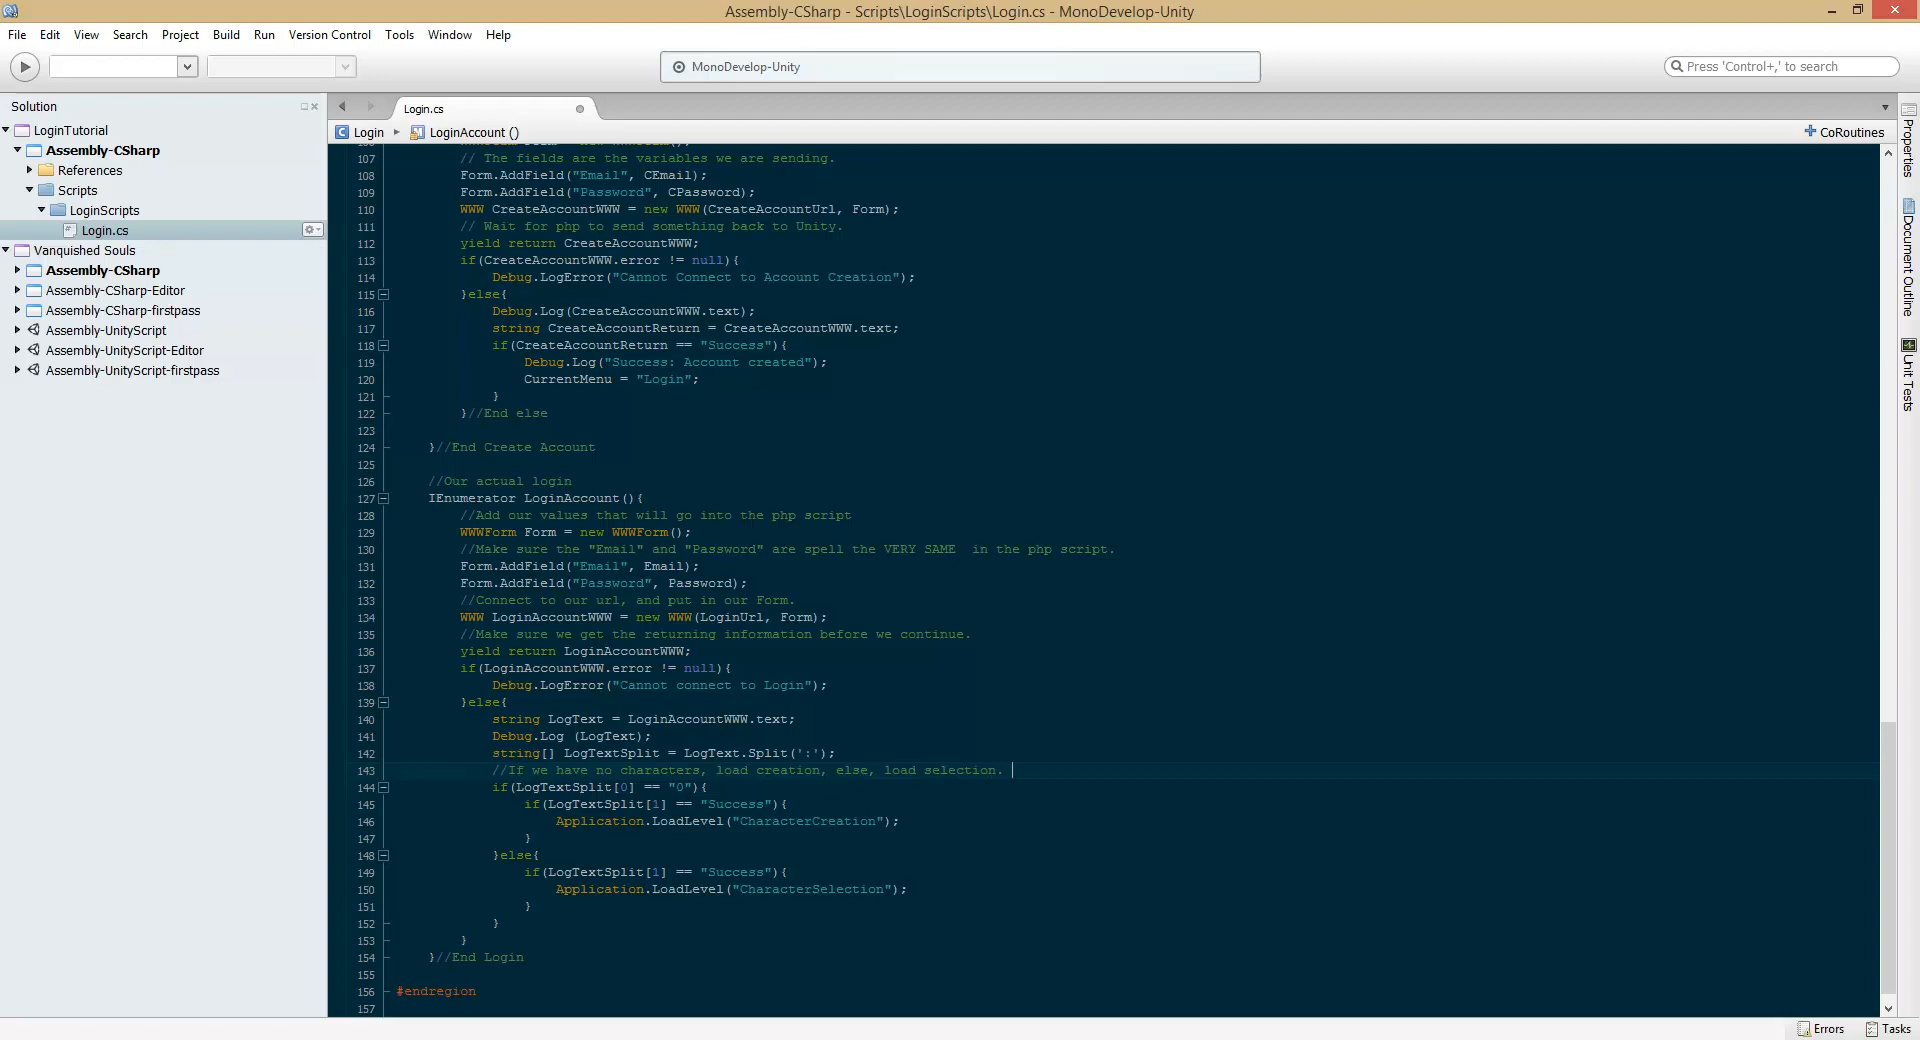 Assembly-CSharp - Scripts\LoginScripts\Login.cs - MonoDevelop-Unity
File Edit View Search Project Build Run Version Control Tools Window Help
MonoDevelop-Unity
Press 'Control+,' to search
Solution
LoginTutorial
Assembly-CSharp
References
Scripts
LoginScripts
Login.cs
Vanquished Souls
Assembly-CSharp
Assembly-CSharp-Editor
Assembly-CSharp-firstpass
Assembly-UnityScript
Assembly-UnityScript-Editor
Assembly-UnityScript-firstpass
Login.cs
Login LoginAccount ()
CoRoutines
107 // The fields are the variables we are sending.
108 Form.AddField("Email", CEmail);
109 Form.AddField("Password", CPassword);
110 WWW CreateAccountWWW = new WWW(CreateAccountUrl, Form);
111 // Wait for php to send something back to Unity.
112 yield return CreateAccountWWW;
113 if(CreateAccountWWW.error != null){
114 Debug.LogError("Cannot Connect to Account Creation");
115 }else{
116 Debug.Log(CreateAccountWWW.text);
117 string CreateAccountReturn = CreateAccountWWW.text;
118 if(CreateAccountReturn == "Success"){
119 Debug.Log("Success: Account created");
120 CurrentMenu = "Login";
121 }
122 }//End else
123
124 }//End Create Account
125
126 //Our actual login
127 IEnumerator LoginAccount(){
128 //Add our values that will go into the php script
129 WWWForm Form = new WWWForm();
130 //Make sure the "Email" and "Password" are spell the VERY SAME  in the php script.
131 Form.AddField("Email", Email);
132 Form.AddField("Password", Password);
133 //Connect to our url, and put in our Form.
134 WWW LoginAccountWWW = new WWW(LoginUrl, Form);
135 //Make sure we get the returning information before we continue.
136 yield return LoginAccountWWW;
137 if(LoginAccountWWW.error != null){
138 Debug.LogError("Cannot connect to Login");
139 }else{
140 string LogText = LoginAccountWWW.text;
141 Debug.Log (LogText);
142 string[] LogTextSplit = LogText.Split(':');
143 //If we have no characters, load creation, else, load selection.
144 if(LogTextSplit[0] == "0"){
145 if(LogTextSplit[1] == "Success"){
146 Application.LoadLevel("CharacterCreation");
147 }
148 }else{
149 if(LogTextSplit[1] == "Success"){
150 Application.LoadLevel("CharacterSelection");
151 }
152 }
153 }
154 }//End Login
155
156 #endregion
157
Properties
Document Outline
Unit Tests
Errors Tasks